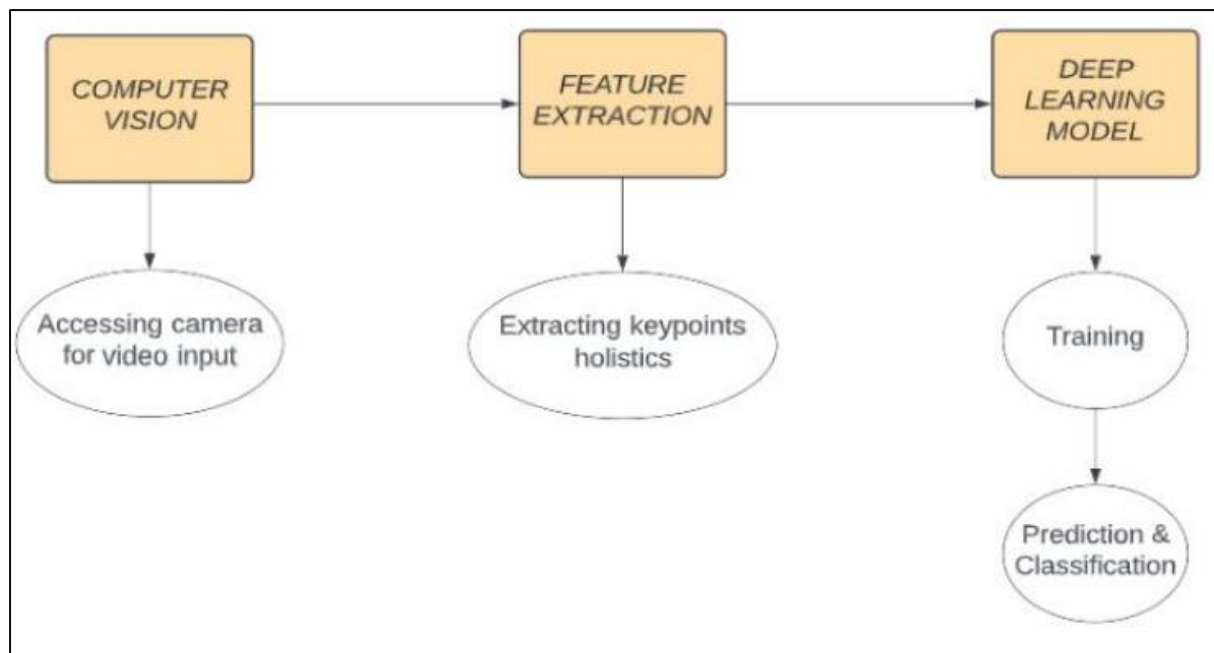 COMPUTER
VISION
FEATURE
EXTRACTION
DEEP
LEARNING
MODEL
Accessing camera
for video input
Extracting keypoints
holistics
Training
Prediction &
Classification